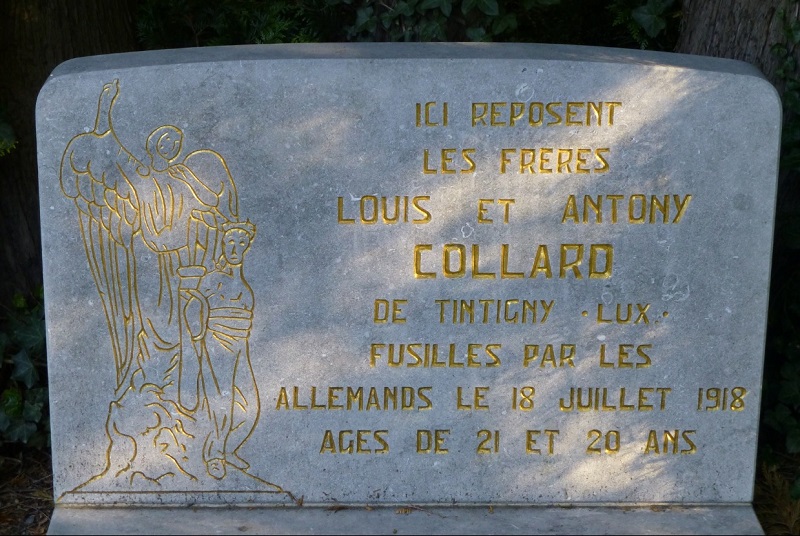 ICI REPOSENT
LES FRERES
LOUIS ET ANTONY
COLLARD
DE TINTIGNY · LUX ·
FUSILLES PAR LES
ALLEMANDS LE 18 JUILLET 1918
AGES DE 21 ET 20 ANS